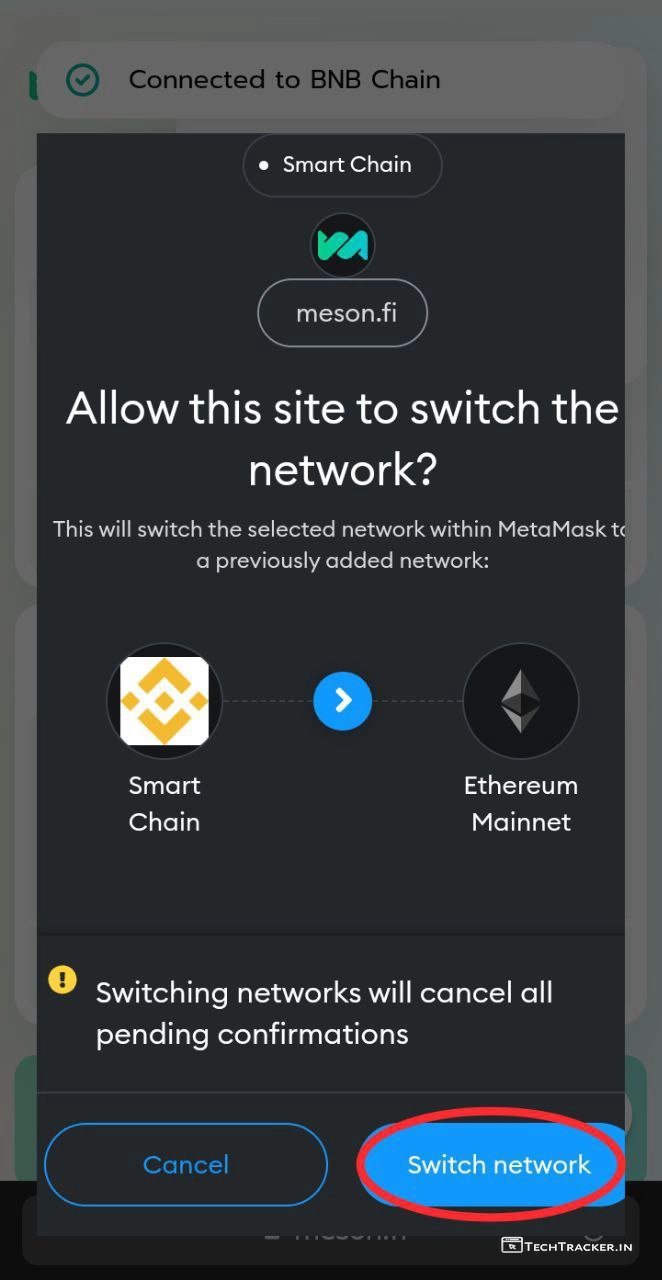 Connected to BNB Chain
Smart Chain
meson.fi
Allow this site to switch the
network?
This will switch the selected network within MetaMask to
a previously added network:
Smart
Chain
Ethereum
Mainnet
Switching networks will cancel all
pending confirmations
Cancel
Switch network
TechTracker.in